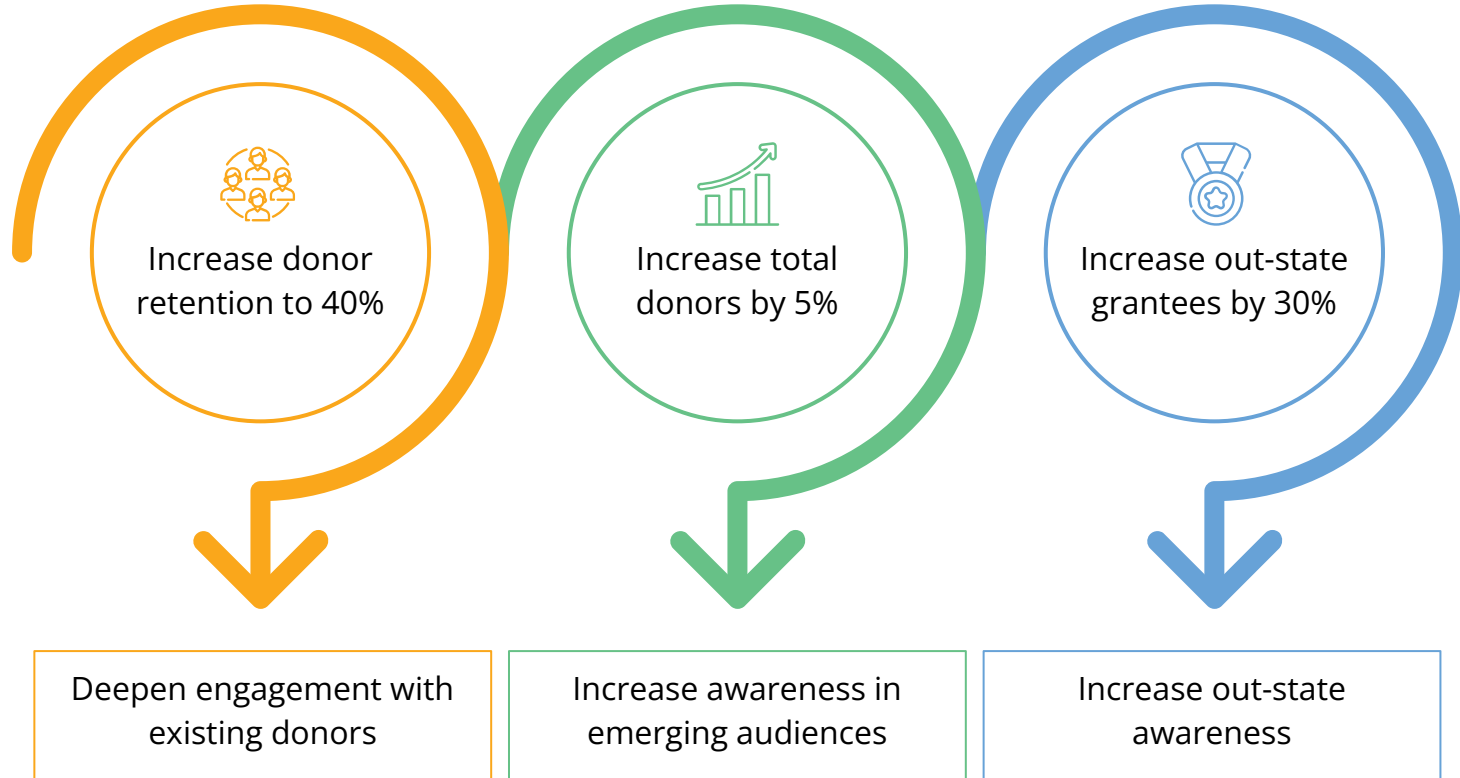 Increase donor
retention to 40%
Increase total
donors by 5%
Increase out-state
grantees by 30%
Deepen engagement with
existing donors
Increase awareness in
emerging audiences
Increase out-state
awareness